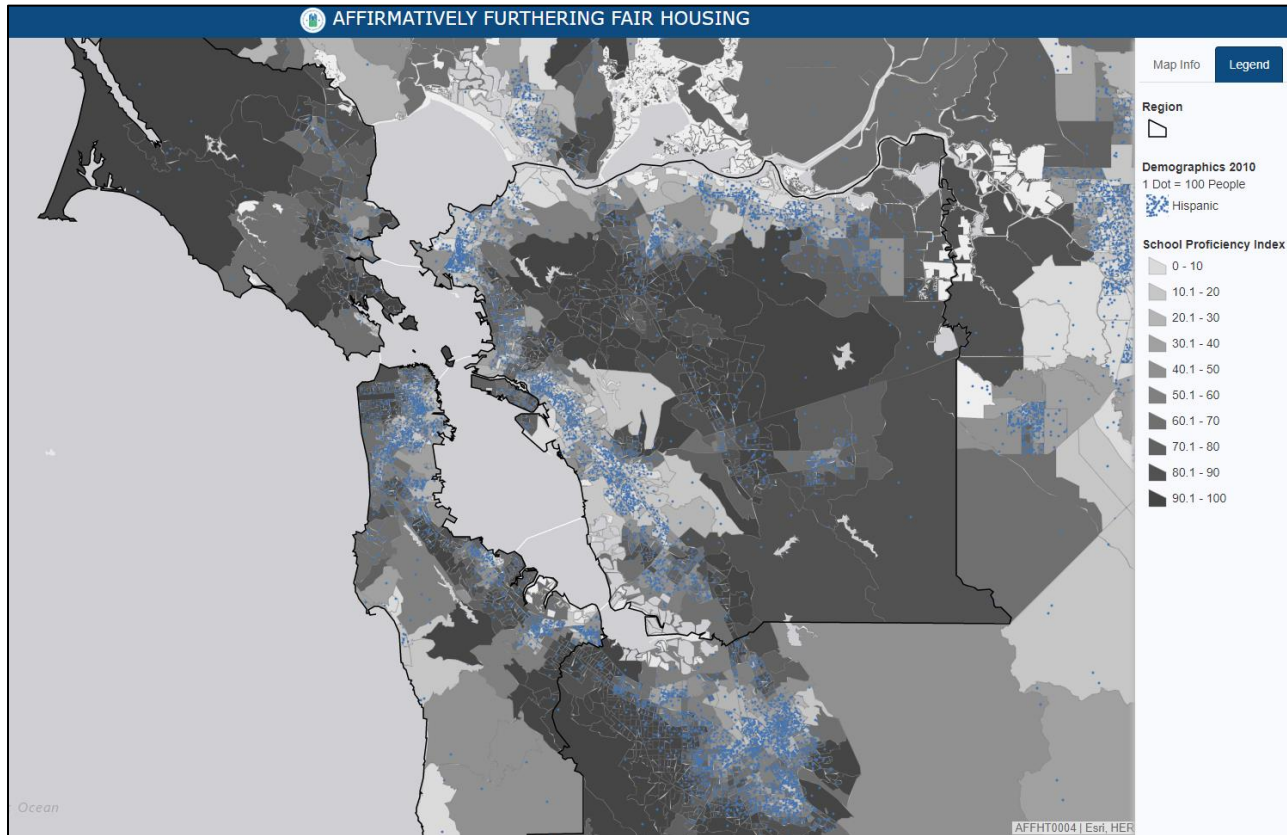 AFFIRMATIVELY FURTHERING FAIR HOUSING
Map Info
Legend
Region
Demographics 2010
1 Dot = 100 People
Hispanic
School Proficiency Index
0 - 10
10.1 - 20
20.1 - 30
30.1 - 40
40.1 - 50
50.1 - 60
60.1 - 70
70.1 - 80
80.1 - 90
90.1 - 100
Ocean
AFFHT0004 | Esri, HER